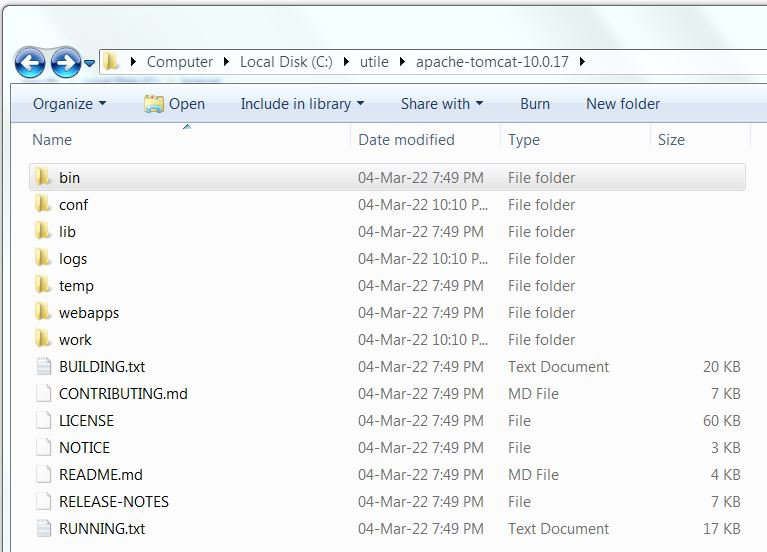 Computer Local Disk (C:) utile apache-tomcat-10.0.17
Organize Open Include in library Share with Burn New folder
Name Date modified Type Size
bin 04-Mar-22 7:49 PM File folder
conf 04-Mar-22 10:10 P... File folder
lib 04-Mar-22 7:49 PM File folder
logs 04-Mar-22 10:10 P... File folder
temp 04-Mar-22 7:49 PM File folder
webapps 04-Mar-22 7:49 PM File folder
work 04-Mar-22 10:10 P... File folder
BUILDING.txt 04-Mar-22 7:49 PM Text Document 20 KB
CONTRIBUTING.md 04-Mar-22 7:49 PM MD File 7 KB
LICENSE 04-Mar-22 7:49 PM File 60 KB
NOTICE 04-Mar-22 7:49 PM File 3 KB
README.md 04-Mar-22 7:49 PM MD File 4 KB
RELEASE-NOTES 04-Mar-22 7:49 PM File 7 KB
RUNNING.txt 04-Mar-22 7:49 PM Text Document 17 KB